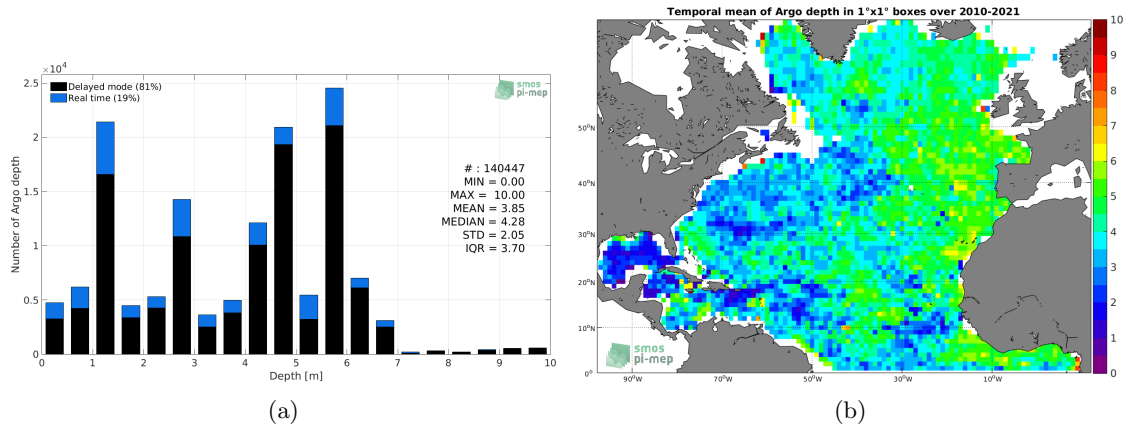 ×10⁴
2.5
2
1.5
1
0.5
0
Number of Argo depth
Delayed mode (81%)
Real time (19%)
smos
pi-mep
# : 140447
MIN = 0.00
MAX = 10.00
MEAN = 3.85
MEDIAN = 4.28
STD = 2.05
IQR = 3.70
0 1 2 3 4 5 6 7 8 9 10
Depth [m]
(a)
Temporal mean of Argo depth in 1°x1° boxes over 2010-2021
50°N
40°N
30°N
20°N
10°N
0°
90°W 70°W 50°W 30°W 10°W
smos
pi-mep
10
9
8
7
6
5
4
3
2
1
0
(b)